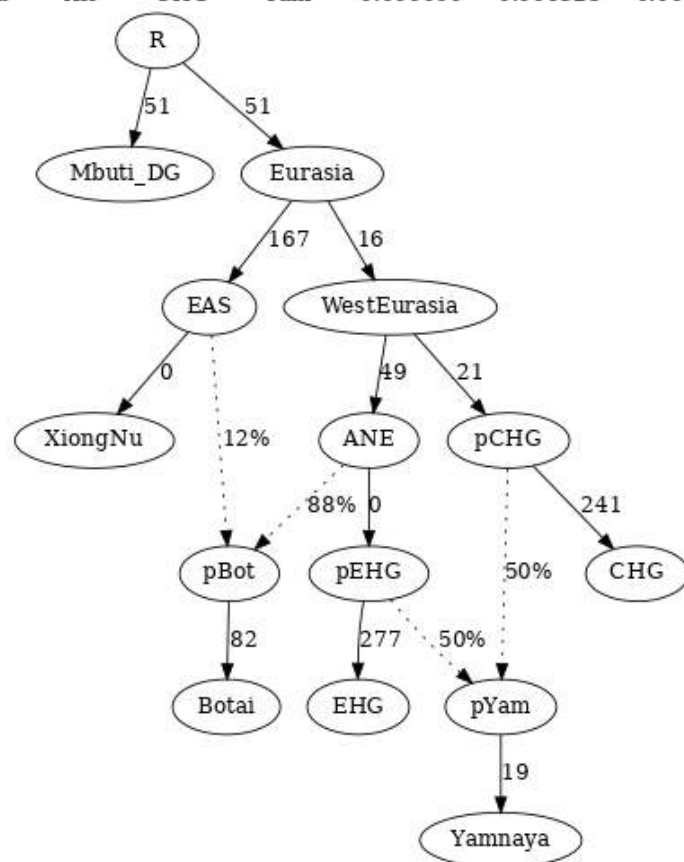 R
51 51
Mbuti_DG Eurasia
167 16
EAS WestEurasia
0 49 21
XiongNu ANE pCHG
12% 88% 0 50% 241
pBot pEHG CHG
82 277 50%
Botai EHG pYam
19
Yamnaya